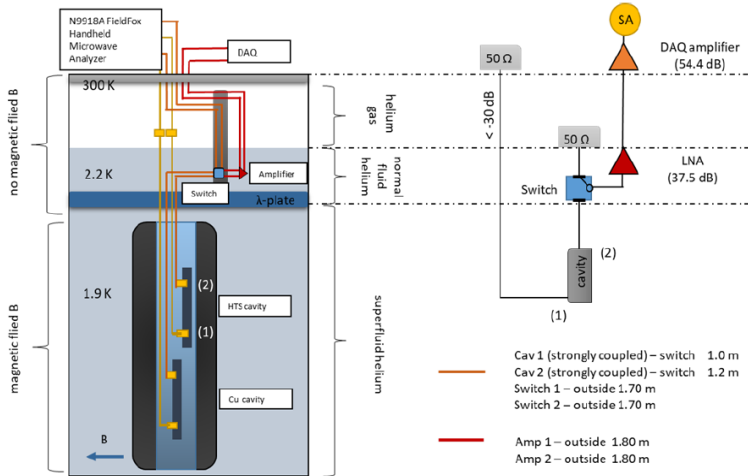 N9918A FieldFox
Handheld
Microwave
Analyzer
DAQ
300 K
no magnetic flied B
helium
gas
2.2 K
Amplifier
normal
fluid
helium
Switch
λ-plate
magnetic flied B
1.9 K
(2)
HTS cavity
(1)
superfluid helium
Cu cavity
B
SA
50 Ω
DAQ amplifier
(54.4 dB)
< -30 dB
50 Ω
LNA
(37.5 dB)
Switch
cavity
(2)
(1)
Cav 1 (strongly coupled) – switch 1.0 m
Cav 2 (strongly coupled) – switch 1.2 m
Switch 1 – outside 1.70 m
Switch 2 – outside 1.70 m
Amp 1 – outside 1.80 m
Amp 2 – outside 1.80 m